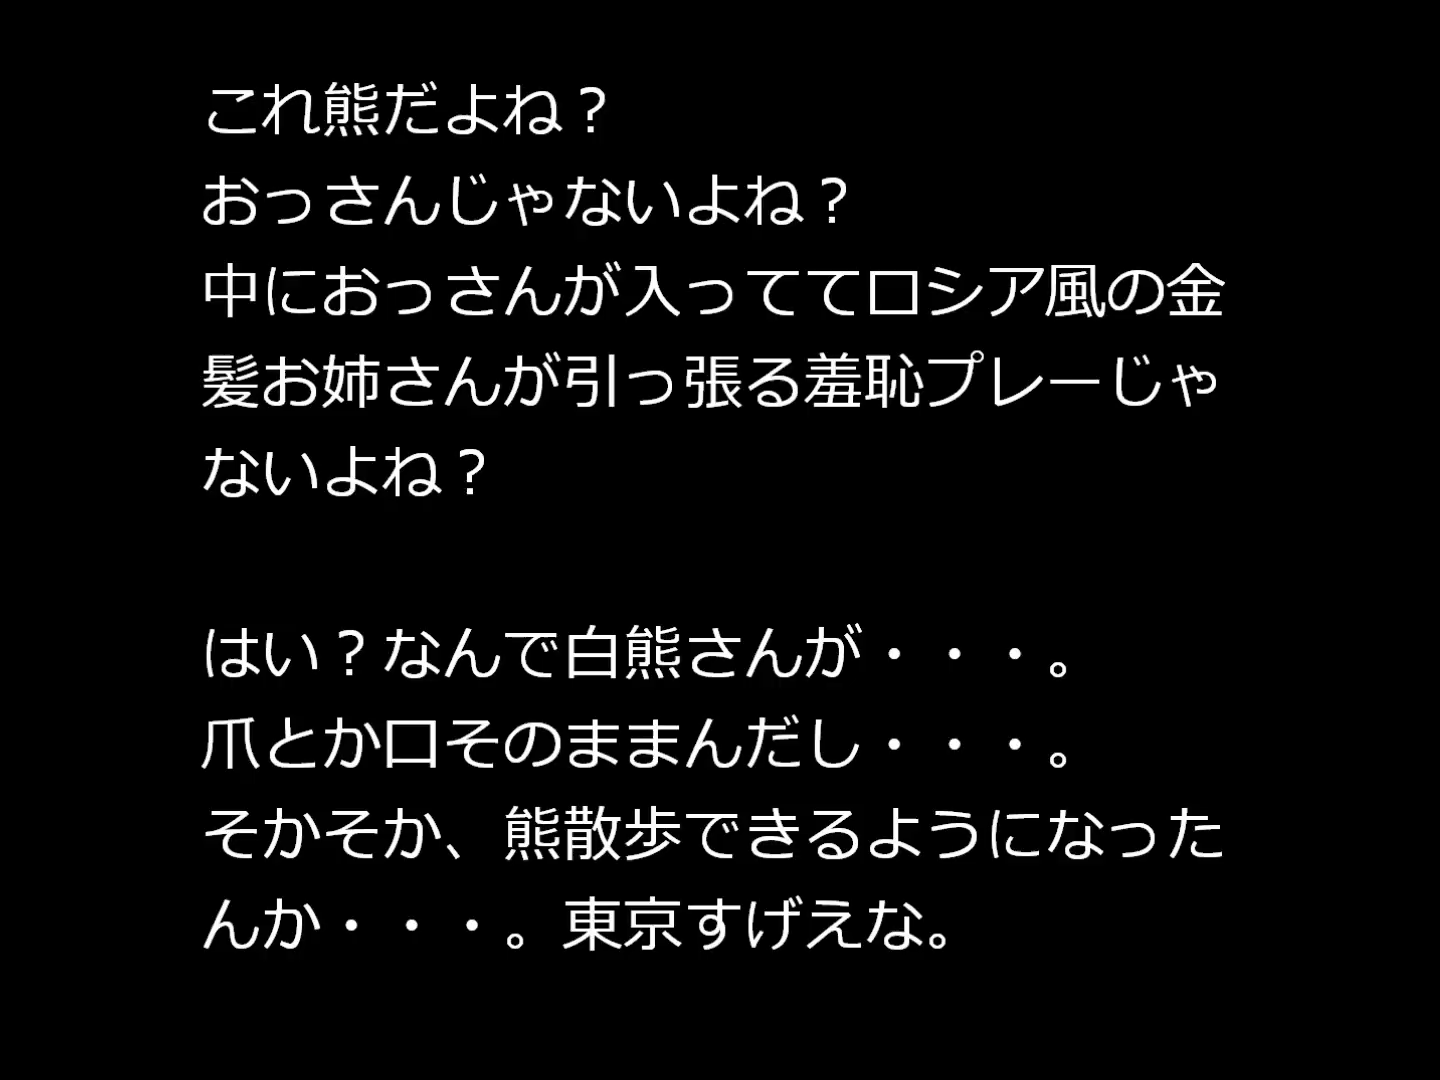 これ熊だよね？
おっさんじゃないよね？
中におっさんが入っててロシア風の金
髪お姉さんが引っ張る羞恥プレーじゃ
ないよね？
はい？なんで白熊さんが・・・。
爪とか口そのままんだし・・・。
そかそか、熊散歩できるようになった
んか・・・。東京すげえな。